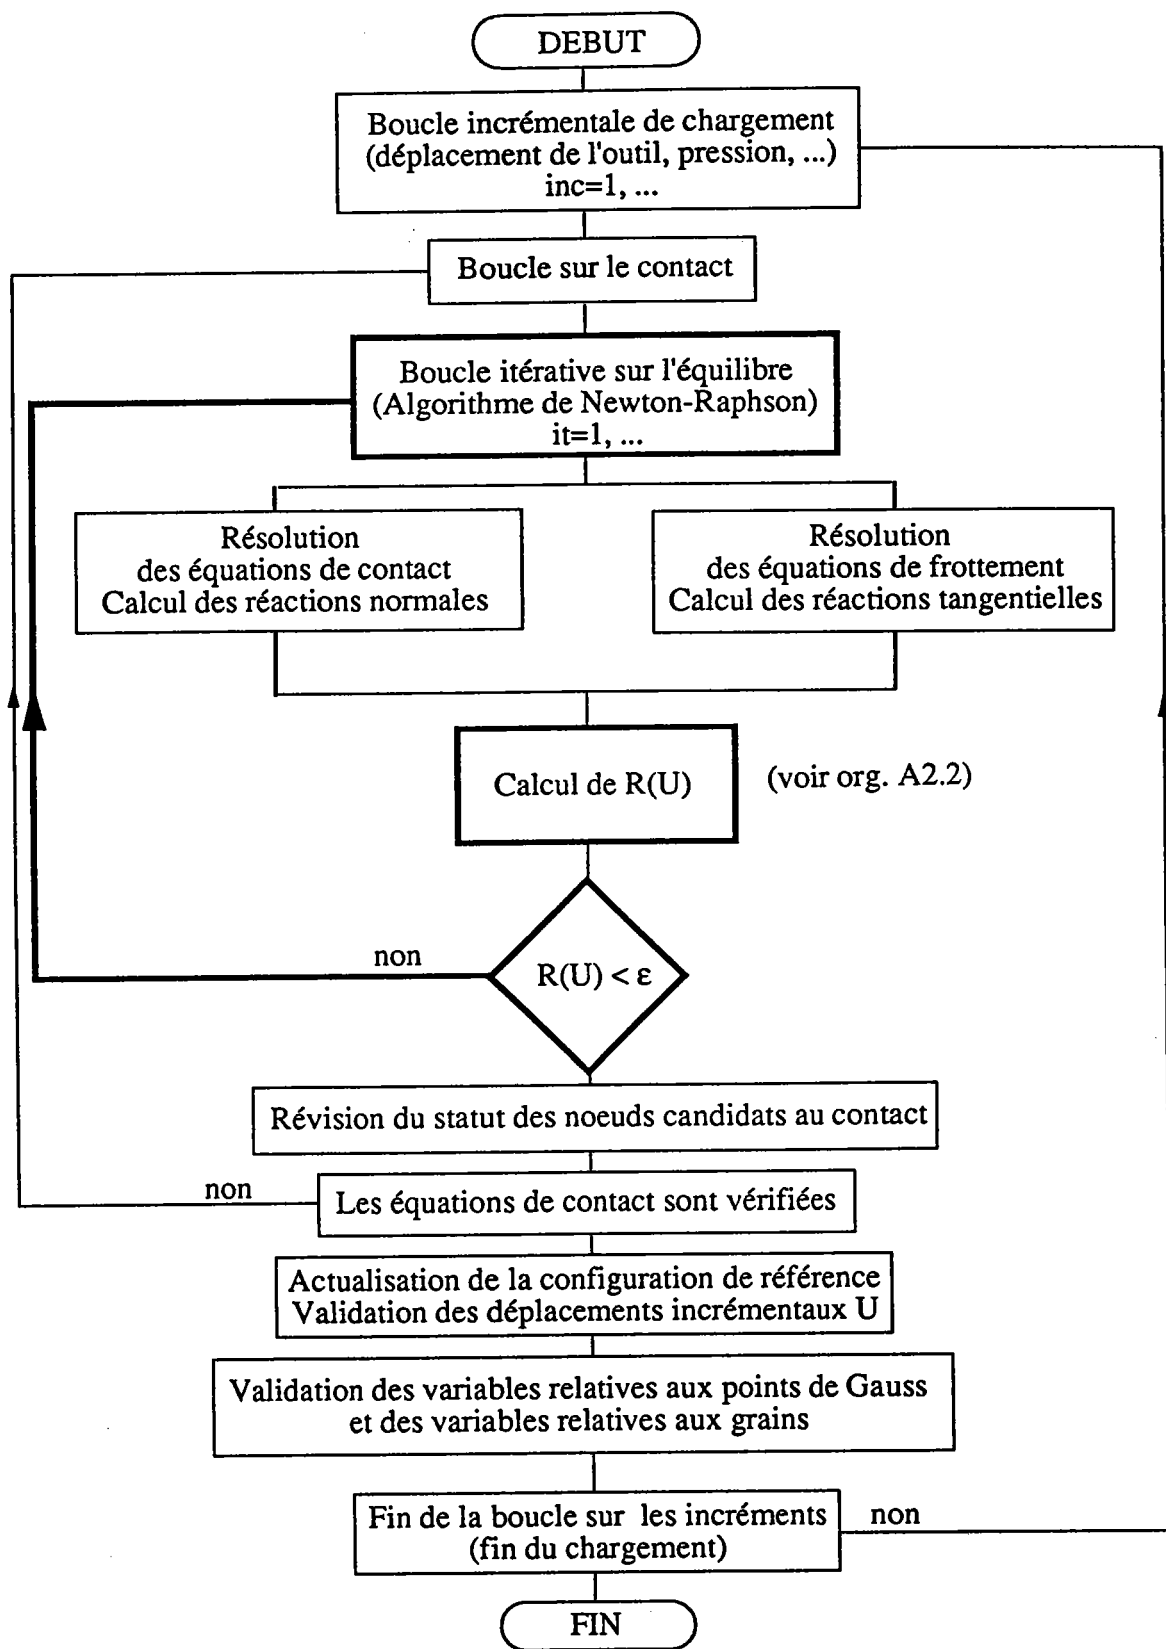 DEBUT
Boucle incrémentale de chargement
(déplacement de l'outil, pression, ...)
inc=1, ...
Boucle sur le contact
Boucle itérative sur l'équilibre
(Algorithme de Newton-Raphson)
it=1, ...
Résolution
des équations de contact
Calcul des réactions normales
Résolution
des équations de frottement
Calcul des réactions tangentielles
Calcul de R(U)
(voir org. A2.2)
non
R(U) < ε
Révision du statut des noeuds candidats au contact
non
Les équations de contact sont vérifiées
Actualisation de la configuration de référence
Validation des déplacements incrémentaux U
Validation des variables relatives aux points de Gauss
et des variables relatives aux grains
Fin de la boucle sur les incréments
(fin du chargement)
non
FIN